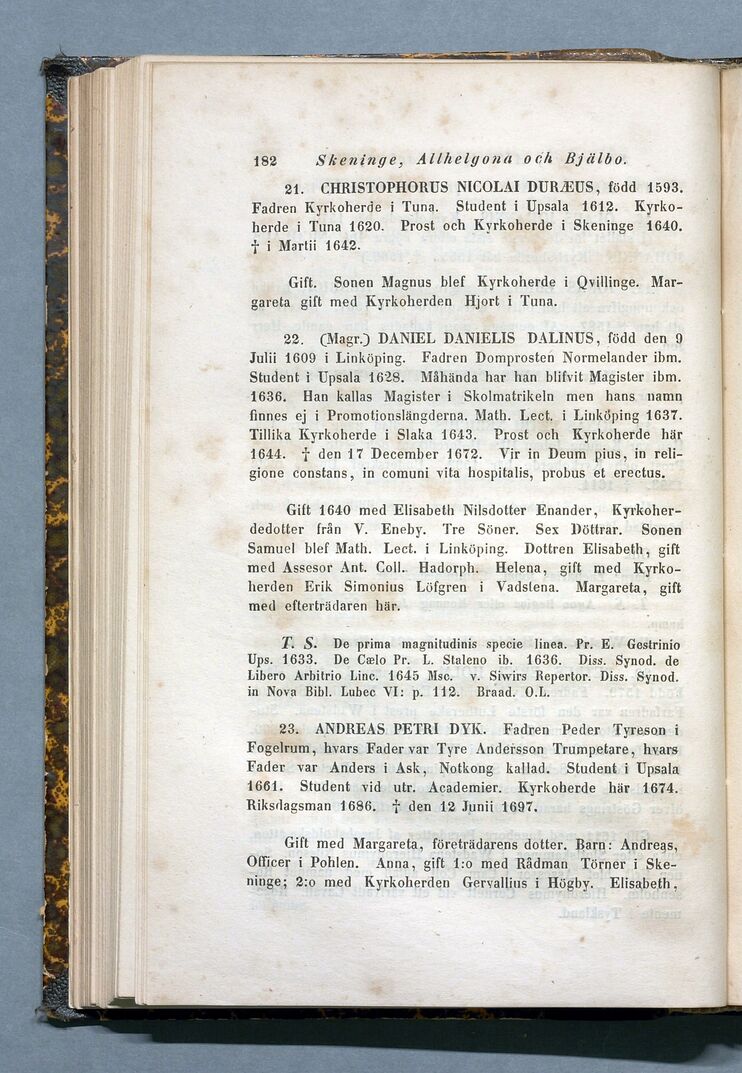 182 Skeninge, Allhelgona och Bjälbo.
21. CHRISTOPHORUS NICOLAI DURÆUS, född 1593.
Fadren Kyrkoherde i Tuna. Student i Upsala 1612. Kyrko-
herde i Tuna 1620. Prost och Kyrkoherde i Skeninge 1640.
† i Martii 1642.
Gift. Sonen Magnus blef Kyrkoherde i Qvillinge. Mar-
gareta gift med Kyrkoherden Hjort i Tuna.
22. (Magr.) DANIEL DANIELIS DALINUS, född den 9
Julii 1609 i Linköping. Fadren Domprosten Normelander ibm.
Student i Upsala 1628. Måhända har han blifvit Magister ibm.
1636. Han kallas Magister i Skolmatrikeln men hans namn
finnes ej i Promotionslängderna. Math. Lect. i Linköping 1637.
Tillika Kyrkoherde i Slaka 1643. Prost och Kyrkoherde här
1644. † den 17 December 1672. Vir in Deum pius, in reli-
gione constans, in comuni vita hospitalis, probus et erectus.
Gift 1640 med Elisabeth Nilsdotter Enander, Kyrkoher-
dedotter från V. Eneby. Tre Söner. Sex Döttrar. Sonen
Samuel blef Math. Lect. i Linköping. Dottren Elisabeth, gift
med Assesor Ant. Coll. Hadorph. Helena, gift med Kyrko-
herden Erik Simonius Löfgren i Vadstena. Margareta, gift
med efterträdaren här.
T. S. De prima magnitudinis specie linea. Pr. E. Gestrinio
Ups. 1633. De Cælo Pr. L. Staleno ib. 1636. Diss. Synod. de
Libero Arbitrio Linc. 1645 Msc. v. Siwirs Repertor. Diss. Synod.
in Nova Bibl. Lubec VI: p. 112. Braad. O.L.
23. ANDREAS PETRI DYK. Fadren Peder Tyreson i
Fogelrum, hvars Fader var Tyre Andersson Trumpetare, hvars
Fader var Anders i Ask, Notkong kallad. Student i Upsala
1661. Student vid utr. Academier. Kyrkoherde här 1674.
Riksdagsman 1686. † den 12 Junii 1697.
Gift med Margareta, företrädarens dotter. Barn: Andreas,
Officer i Pohlen. Anna, gift 1:o med Rådman Törner i Ske-
ninge; 2:o med Kyrkoherden Gervallius i Högby. Elisabeth,